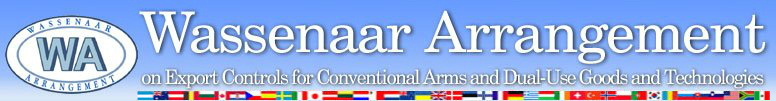 WASSENAAR
WA
ARRANGEMENT
Wassenaar Arrangement
on Export Controls for Conventional Arms and Dual-Use Goods and Technologies